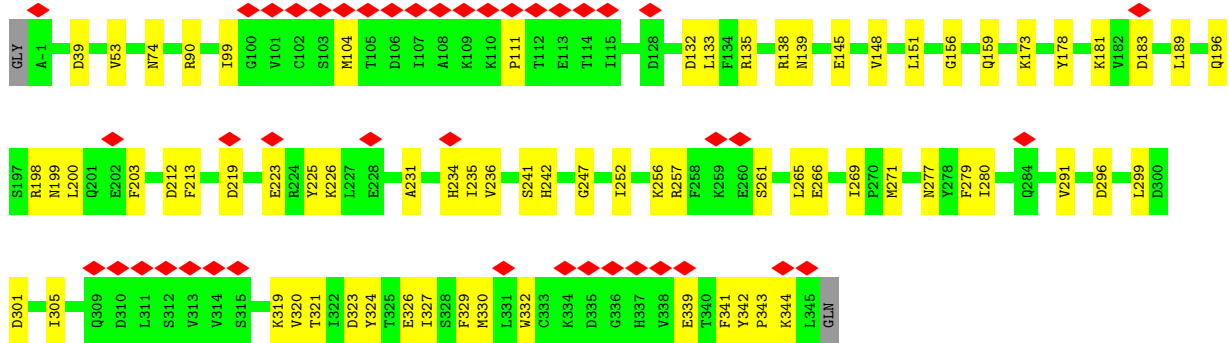 GLY A-1 D39 V53 N74 R90 I99 G100 V101 C102 S103 M104 T105 D106 I107 A108 K109 K110 P111 T112 E113 T114 I115 D128 D132 L133 F134 R135 R138 N139 E145 V148 L151 G156 Q159 K173 Y178 K181 V182 D183 L189 Q196
S197 R198 N199 L200 Q201 E202 F203 D212 F213 D219 E223 R224 Y225 K226 L227 E228 A231 H234 I235 V236 S241 H242 G247 I252 K256 R257 F258 K259 E260 S261 L265 E266 I269 P270 M271 N277 Y278 F279 I280 Q284 V291 D296 L299 D300
D301 I305 Q309 D310 L311 S312 V313 V314 S315 K319 V320 T321 I322 D323 Y324 T325 E326 I327 S328 F329 M330 L331 W332 C333 K334 D335 G336 H337 V338 E339 T340 F341 Y342 P343 K344 L345 GLN